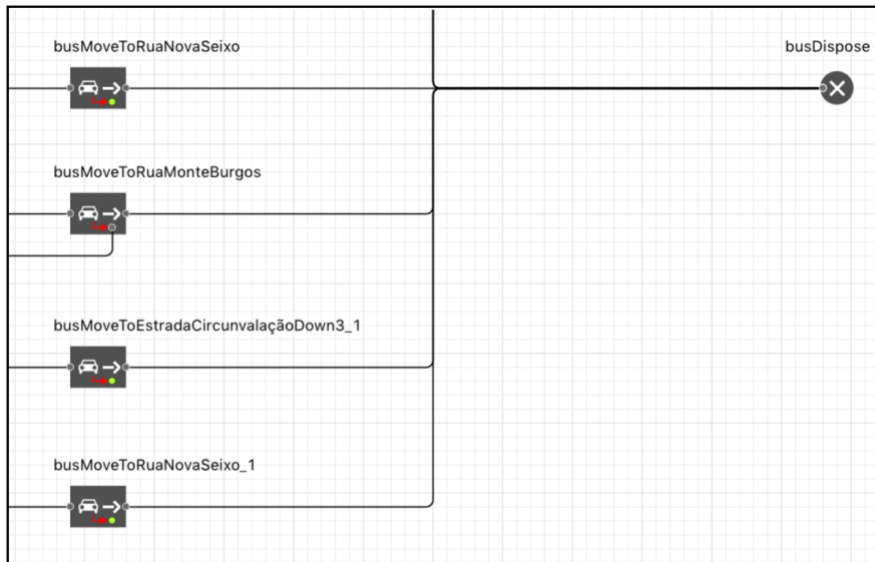 busMoveToRuaNovaSeixo
busDispose
busMoveToRuaMonteBurgos
busMoveToEstradaCircunvalaçãoDown3_1
busMoveToRuaNovaSeixo_1